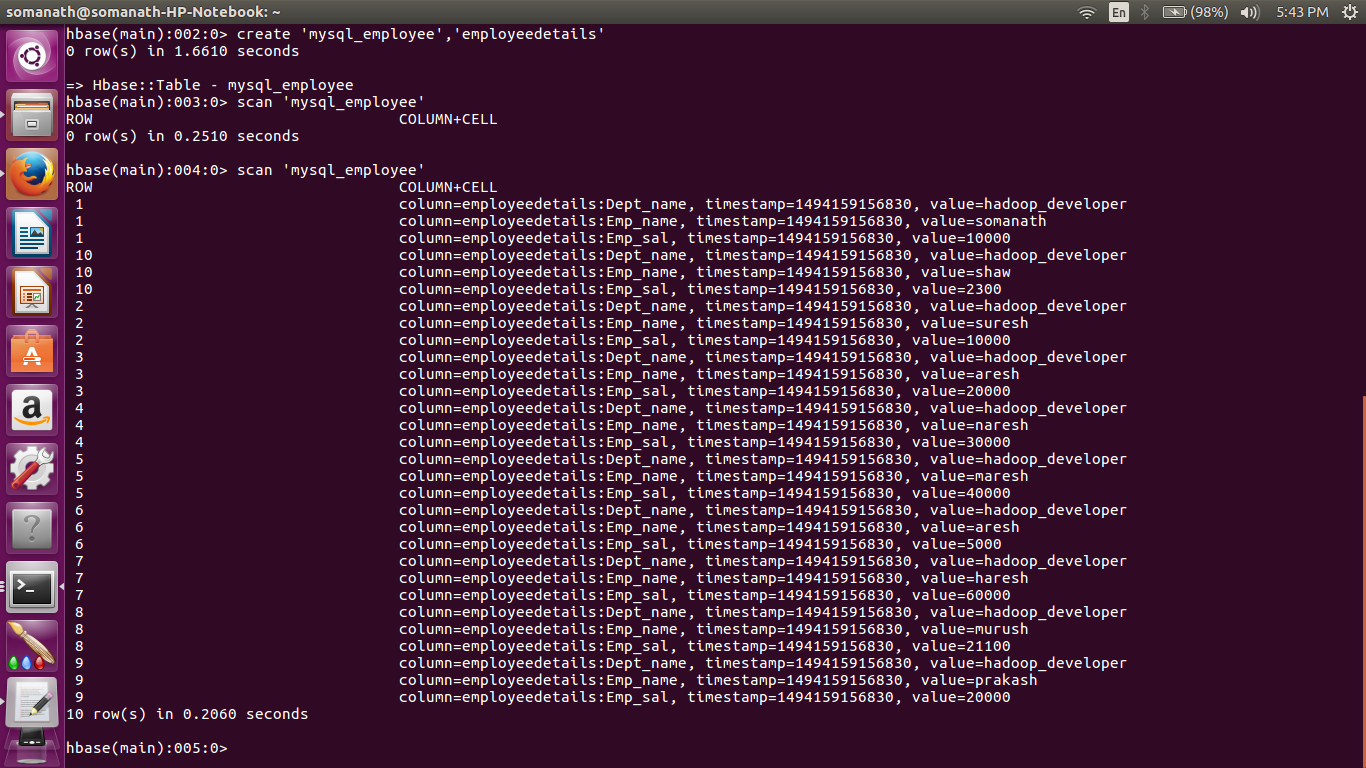 somanath@somanath-HP-Notebook: ~
En (98%) 5:43 PM
hbase(main):002:0> create 'mysql_employee','employeedetails'
0 row(s) in 1.6610 seconds
=> Hbase::Table - mysql_employee
hbase(main):003:0> scan 'mysql_employee'
ROW COLUMN+CELL
0 row(s) in 0.2510 seconds
hbase(main):004:0> scan 'mysql_employee'
ROW COLUMN+CELL
1 column=employeedetails:Dept_name, timestamp=1494159156830, value=hadoop_developer
1 column=employeedetails:Emp_name, timestamp=1494159156830, value=somanath
1 column=employeedetails:Emp_sal, timestamp=1494159156830, value=10000
10 column=employeedetails:Dept_name, timestamp=1494159156830, value=hadoop_developer
10 column=employeedetails:Emp_name, timestamp=1494159156830, value=shaw
10 column=employeedetails:Emp_sal, timestamp=1494159156830, value=2300
2 column=employeedetails:Dept_name, timestamp=1494159156830, value=hadoop_developer
2 column=employeedetails:Emp_name, timestamp=1494159156830, value=suresh
2 column=employeedetails:Emp_sal, timestamp=1494159156830, value=10000
3 column=employeedetails:Dept_name, timestamp=1494159156830, value=hadoop_developer
3 column=employeedetails:Emp_name, timestamp=1494159156830, value=aresh
3 column=employeedetails:Emp_sal, timestamp=1494159156830, value=20000
4 column=employeedetails:Dept_name, timestamp=1494159156830, value=hadoop_developer
4 column=employeedetails:Emp_name, timestamp=1494159156830, value=naresh
4 column=employeedetails:Emp_sal, timestamp=1494159156830, value=30000
5 column=employeedetails:Dept_name, timestamp=1494159156830, value=hadoop_developer
5 column=employeedetails:Emp_name, timestamp=1494159156830, value=maresh
5 column=employeedetails:Emp_sal, timestamp=1494159156830, value=40000
6 column=employeedetails:Dept_name, timestamp=1494159156830, value=hadoop_developer
6 column=employeedetails:Emp_name, timestamp=1494159156830, value=aresh
6 column=employeedetails:Emp_sal, timestamp=1494159156830, value=5000
7 column=employeedetails:Dept_name, timestamp=1494159156830, value=hadoop_developer
7 column=employeedetails:Emp_name, timestamp=1494159156830, value=haresh
7 column=employeedetails:Emp_sal, timestamp=1494159156830, value=60000
8 column=employeedetails:Dept_name, timestamp=1494159156830, value=hadoop_developer
8 column=employeedetails:Emp_name, timestamp=1494159156830, value=murush
8 column=employeedetails:Emp_sal, timestamp=1494159156830, value=21100
9 column=employeedetails:Dept_name, timestamp=1494159156830, value=hadoop_developer
9 column=employeedetails:Emp_name, timestamp=1494159156830, value=prakash
9 column=employeedetails:Emp_sal, timestamp=1494159156830, value=20000
10 row(s) in 0.2060 seconds
hbase(main):005:0>